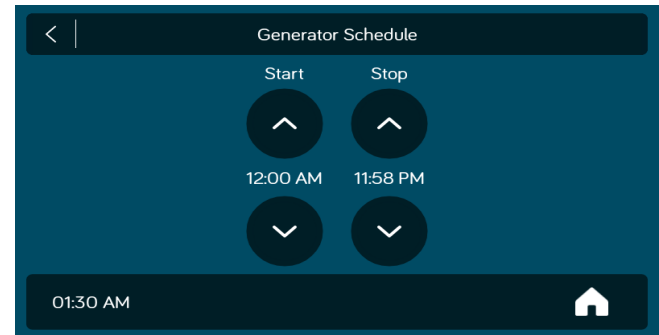 Generator Schedule
Start Stop
12:00 AM 11:58 PM
01:30 AM